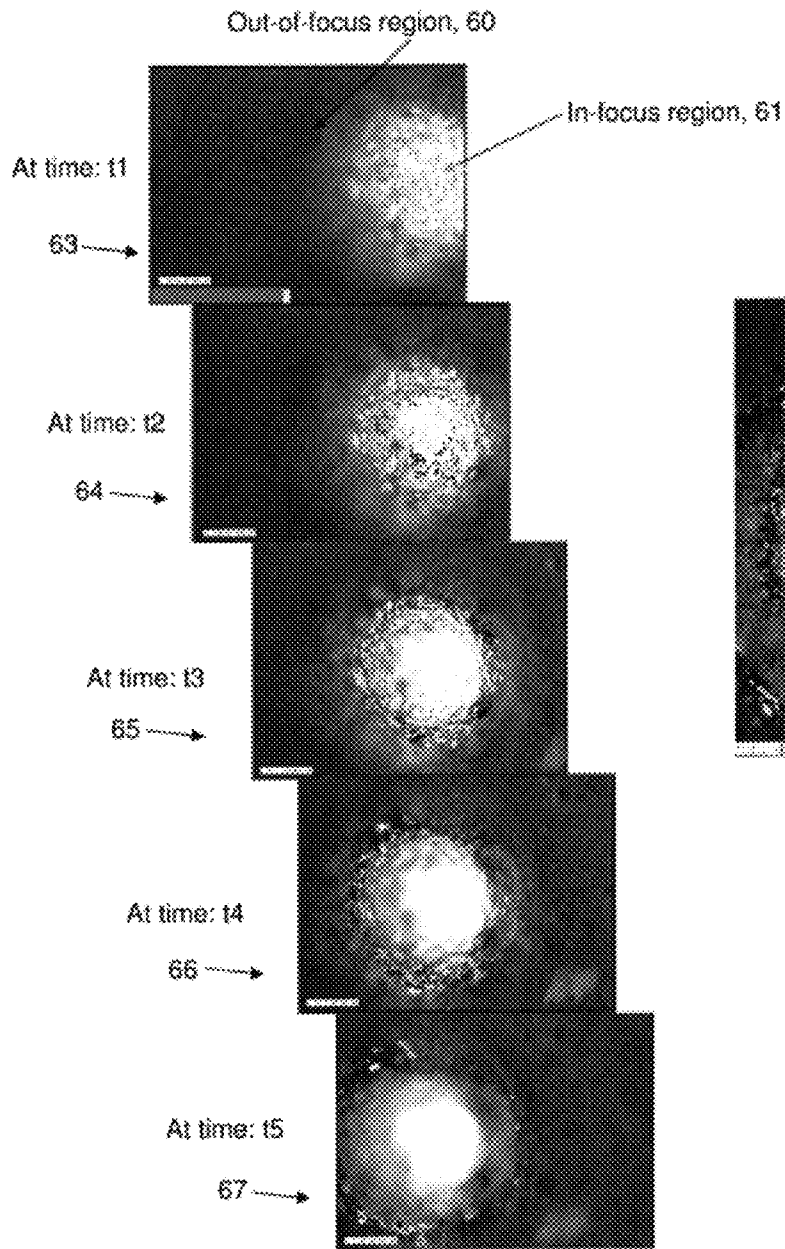 Out-of-focus region, 60
In-focus region, 61
At time: t1
63
At time: t2
64
At time: t3
65
At time: t4
66
At time: t5
67